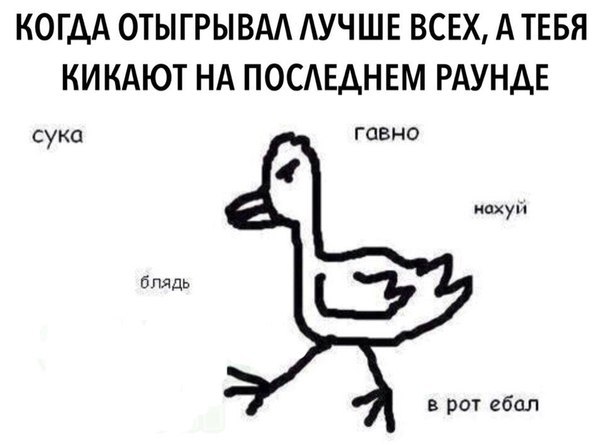 КОГДА ОТЫГРЫВАЛ ЛУЧШЕ ВСЕХ, А ТЕБЯ
КИКАЮТ НА ПОСЛЕДНЕМ РАУНДЕ
сука
гавно
нахуй
блядь
в рот ебал